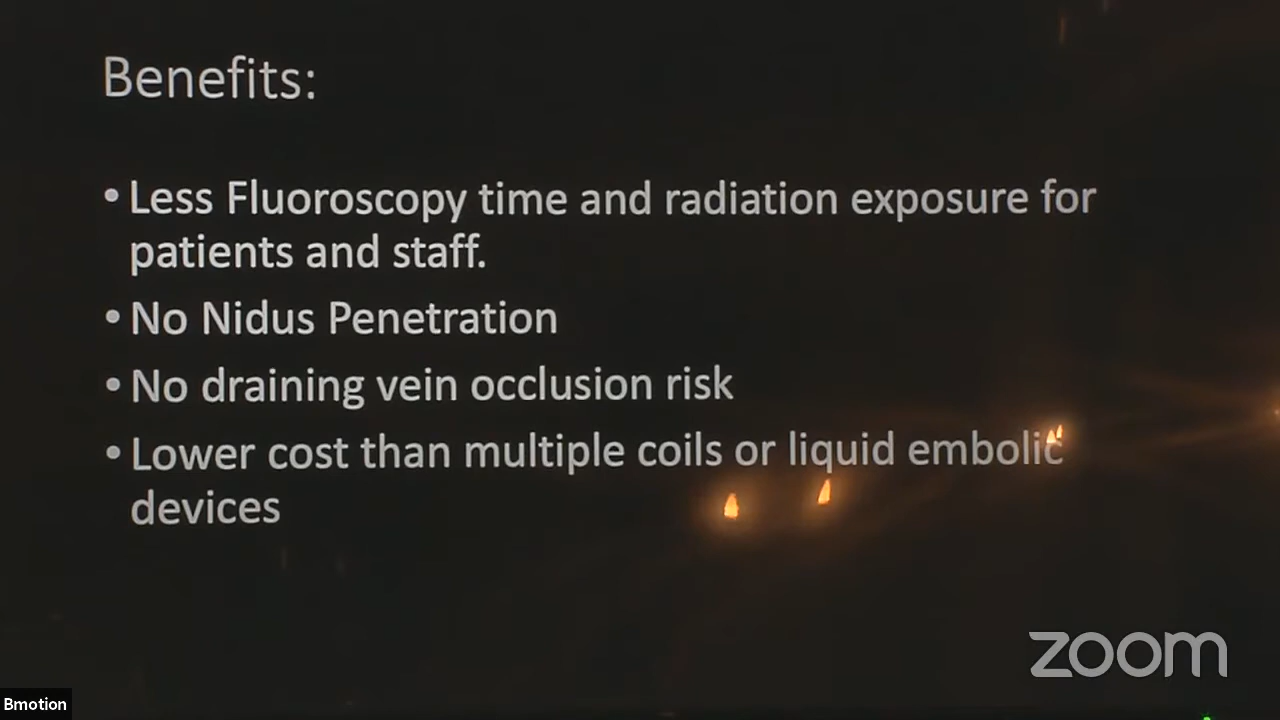 Benefits:
• Less Fluoroscopy time and radiation exposure for
patients and staff.
• No Nidus Penetration
• No draining vein occlusion risk
• Lower cost than multiple coils or liquid embolic
devices
zoom
Bmotion